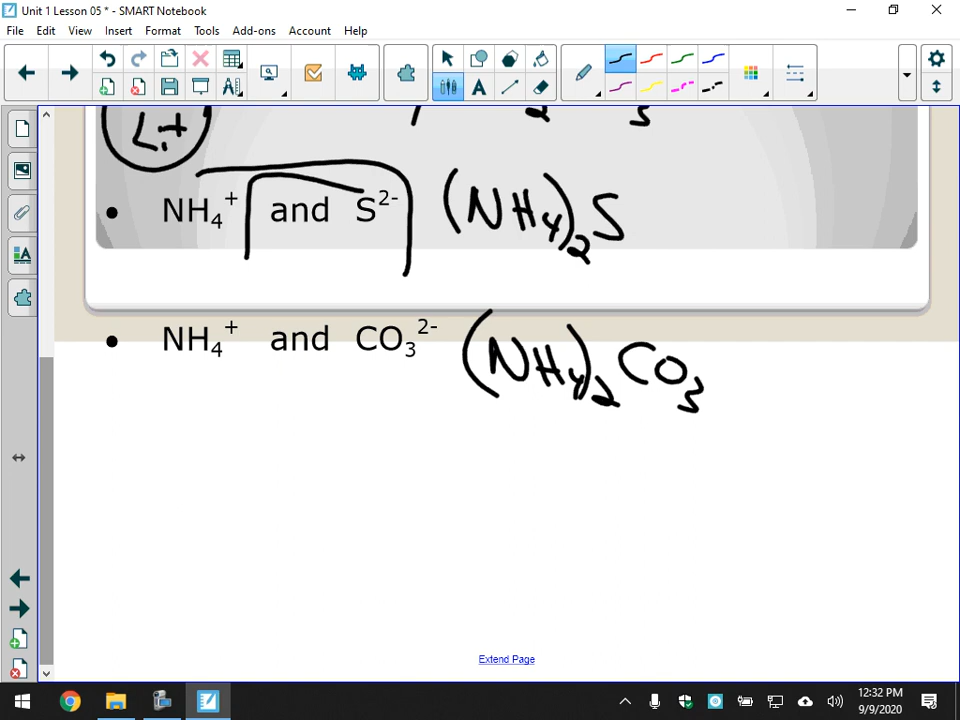 Unit 1 Lesson 05 * - SMART Notebook
File Edit View Insert Format Tools Add-ons Account Help
Li+
• NH₄⁺ and S²⁻ (NH₄)₂S
• NH₄⁺ and CO₃²⁻ (NH₄)₂CO₃
Extend Page
12:32 PM
9/9/2020